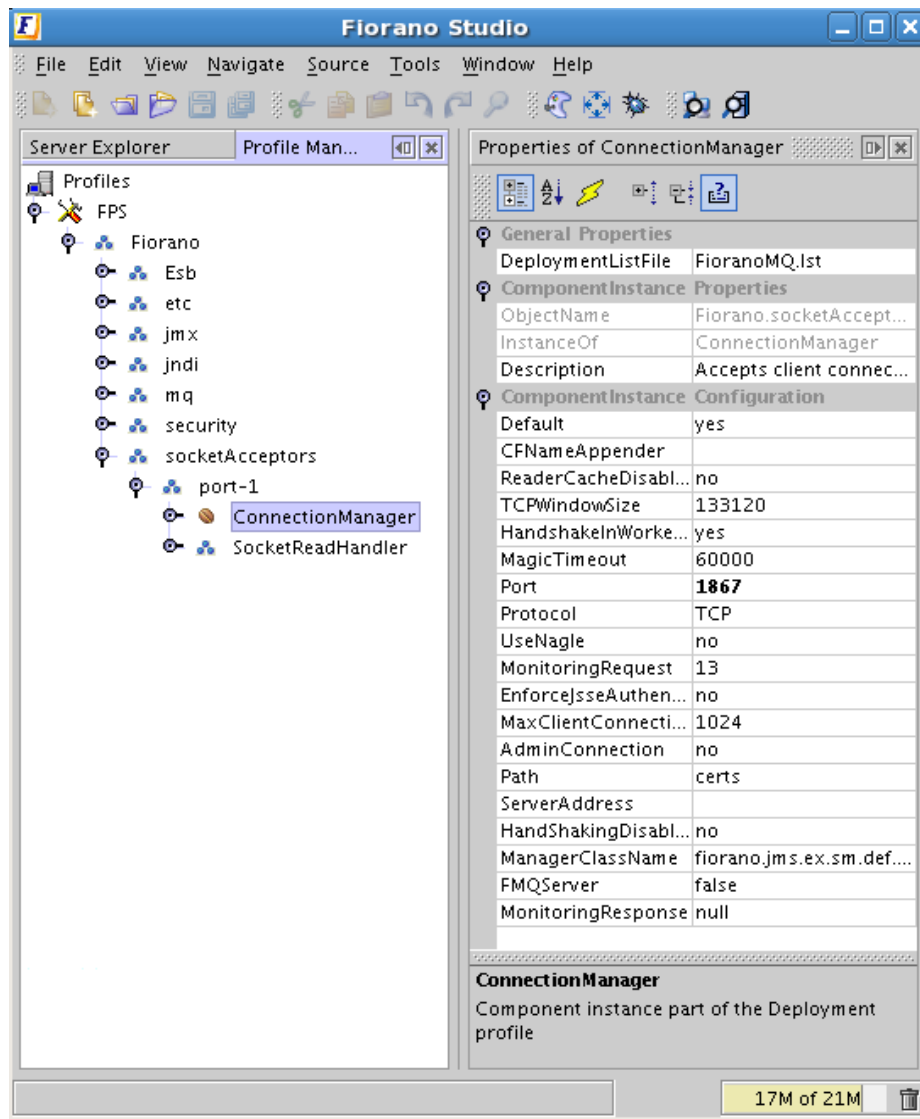 Fiorano Studio
File Edit View Navigate Source Tools Window Help
Server Explorer
Profile Man...
Profiles
FPS
Fiorano
Esb
etc
jmx
jndi
mq
security
socketAcceptors
port-1
ConnectionManager
SocketReadHandler
Properties of ConnectionManager
General Properties
DeploymentListFile FioranoMQ.lst
ComponentInstance Properties
ObjectName Fiorano.socketAccept...
InstanceOf ConnectionManager
Description Accepts client connec...
ComponentInstance Configuration
Default yes
CFNameAppender
ReaderCacheDisabl... no
TCPWindowSize 133120
HandshakeInWorke... yes
MagicTimeout 60000
Port 1867
Protocol TCP
UseNagle no
MonitoringRequest 13
EnforceJsseAuthen... no
MaxClientConnecti... 1024
AdminConnection no
Path certs
ServerAddress
HandShakingDisabl... no
ManagerClassName fiorano.jms.ex.sm.def....
FMQServer false
MonitoringResponse null
ConnectionManager
Component instance part of the Deployment
profile
17M of 21M